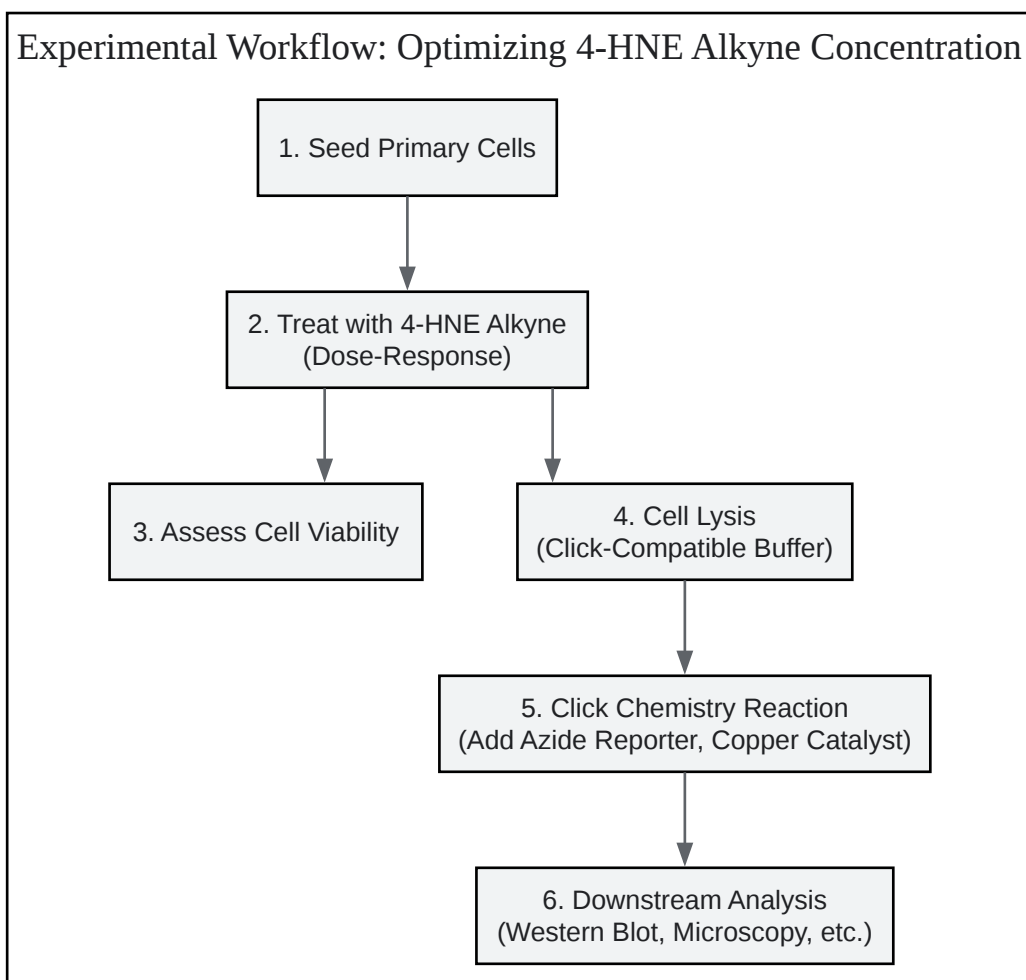 Experimental Workflow: Optimizing 4-HNE Alkyne Concentration
1. Seed Primary Cells
2. Treat with 4-HNE Alkyne
(Dose-Response)
3. Assess Cell Viability
4. Cell Lysis
(Click-Compatible Buffer)
5. Click Chemistry Reaction
(Add Azide Reporter, Copper Catalyst)
6. Downstream Analysis
(Western Blot, Microscopy, etc.)